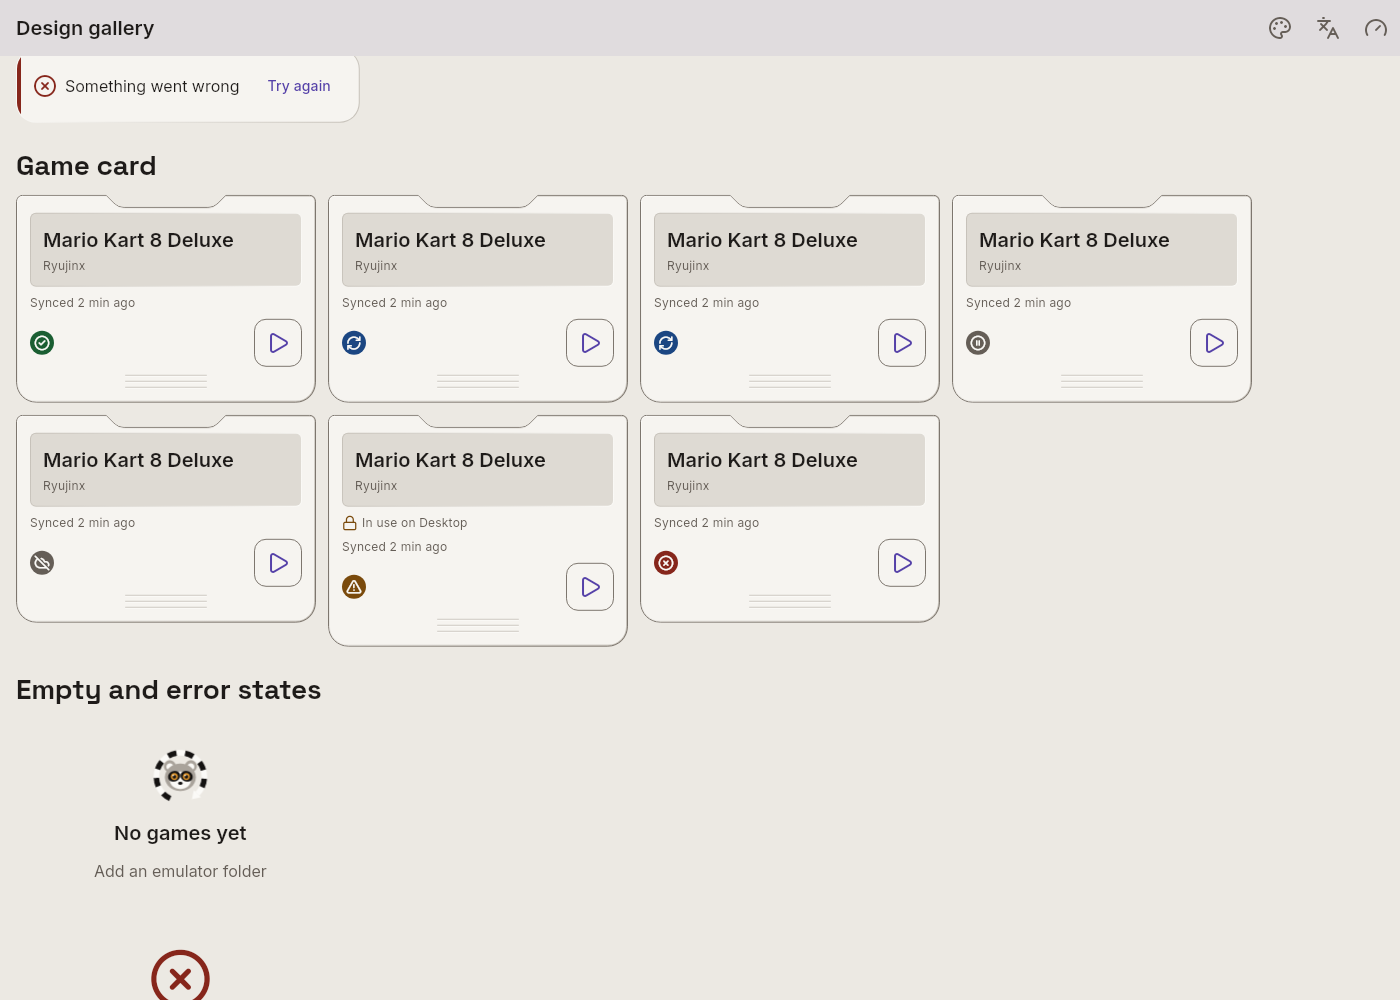 Design gallery
Something went wrong
Try again
Game card
Mario Kart 8 Deluxe
Ryujinx
Synced 2 min ago
Mario Kart 8 Deluxe
Ryujinx
Synced 2 min ago
Mario Kart 8 Deluxe
Ryujinx
Synced 2 min ago
Mario Kart 8 Deluxe
Ryujinx
Synced 2 min ago
Mario Kart 8 Deluxe
Ryujinx
Synced 2 min ago
Mario Kart 8 Deluxe
Ryujinx
In use on Desktop
Synced 2 min ago
Mario Kart 8 Deluxe
Ryujinx
Synced 2 min ago
Empty and error states
No games yet
Add an emulator folder